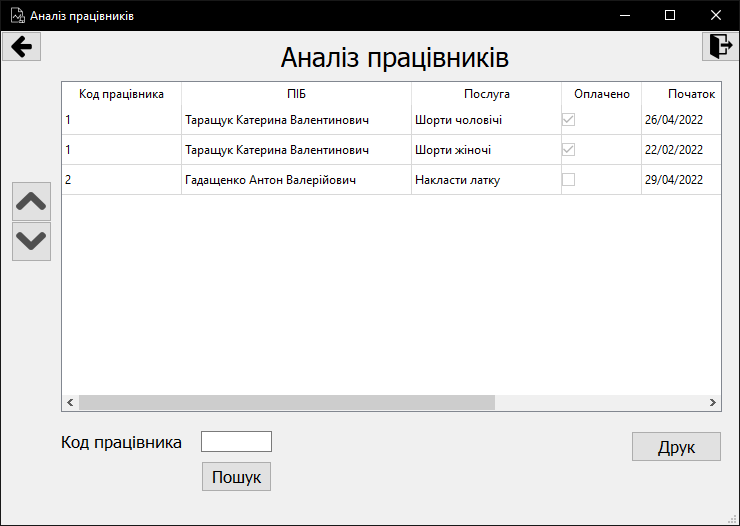 Аналіз працівників
Аналіз працівників
Код працівника ПІБ Послуга Оплачено Початок
1 Таращук Катерина Валентинович Шорти чоловічі 26/04/2022
1 Таращук Катерина Валентинович Шорти жіночі 22/02/2022
2 Гадащенко Антон Валерійович Накласти латку 29/04/2022
Код працівника
Друк
Пошук